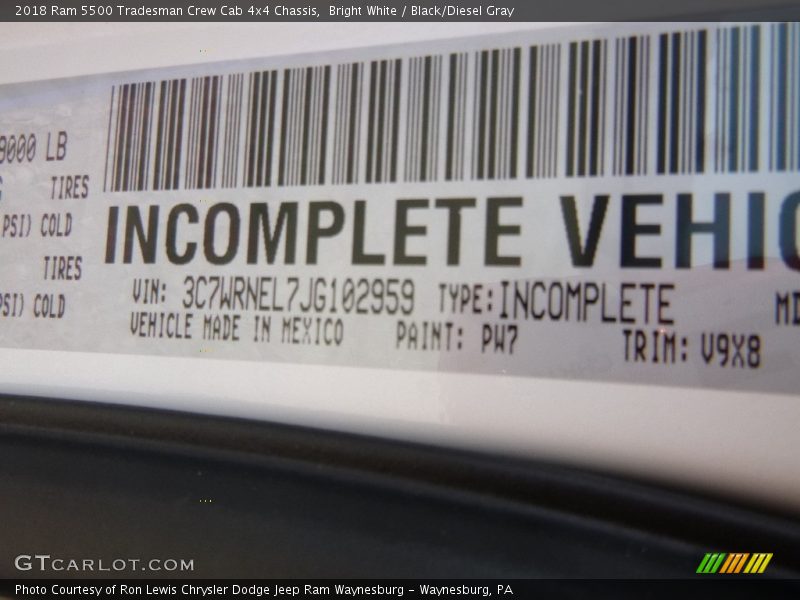 2018 Ram 5500 Tradesman Crew Cab 4x4 Chassis, Bright White / Black/Diesel Gray
LB
TIRES
PSI) COLD
TIRES
PSI) COLD
INCOMPLETE
VIN: 3C7WRNEL7JG102959 TYPE: INCOMPLETE
VEHICLE MADE IN MEXICO PAINT: PW7 TRIM: V9X8
GTCARLOT.COM
Photo Courtesy of Ron Lewis Chrysler Dodge Jeep Ram Waynesburg – Waynesburg, PA